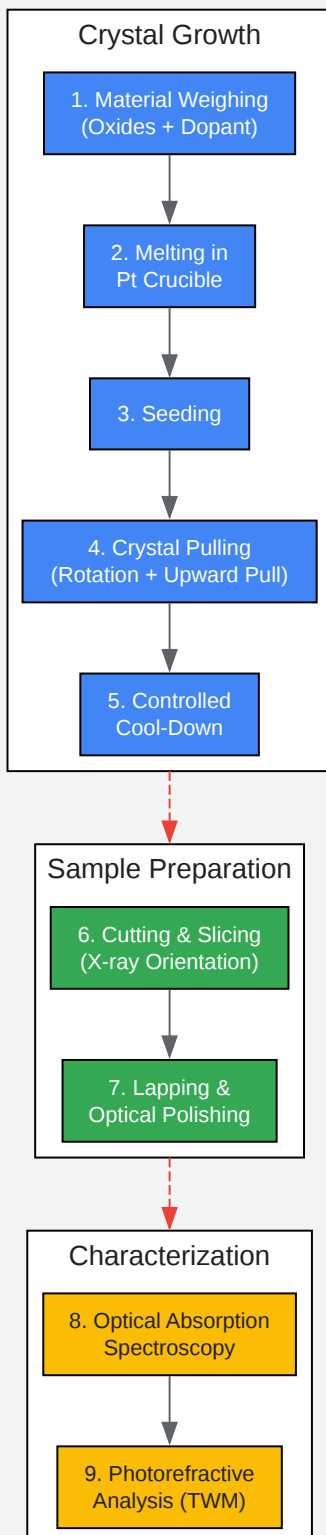 Crystal Growth
1. Material Weighing
(Oxides + Dopant)
2. Melting in
Pt Crucible
3. Seeding
4. Crystal Pulling
(Rotation + Upward Pull)
5. Controlled
Cool-Down
Sample Preparation
6. Cutting & Slicing
(X-ray Orientation)
7. Lapping &
Optical Polishing
Characterization
8. Optical Absorption
Spectroscopy
9. Photorefractive
Analysis (TWM)